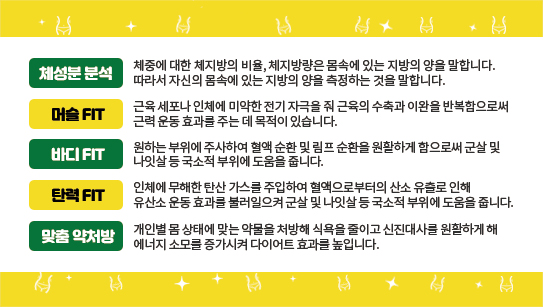 체성분 분석
체중에 대한 체지방의 비율, 체지방량은 몸속에 있는 지방의 양을 말합니다.
따라서 자신의 몸속에 있는 지방의 양을 측정하는 것을 말합니다.
머슬 FIT
근육 세포나 인체에 미약한 전기 자극을 줘 근육의 수축과 이완을 반복함으로써
근력 운동 효과를 주는 데 목적이 있습니다.
바디 FIT
원하는 부위에 주사하여 혈액 순환 및 림프 순환을 원활하게 함으로써 군살 및
나잇살 등 국소적 부위에 도움을 줍니다.
탄력 FIT
인체에 무해한 탄산 가스를 주입하여 혈액으로부터의 산소 유출로 인해
유산소 운동 효과를 불러일으켜 군살 및 나잇살 등 국소적 부위에 도움을 줍니다.
맞춤 약처방
개인별 몸 상태에 맞는 약물을 처방해 식욕을 줄이고 신진대사를 원활하게 해
에너지 소모를 증가시켜 다이어트 효과를 높입니다.